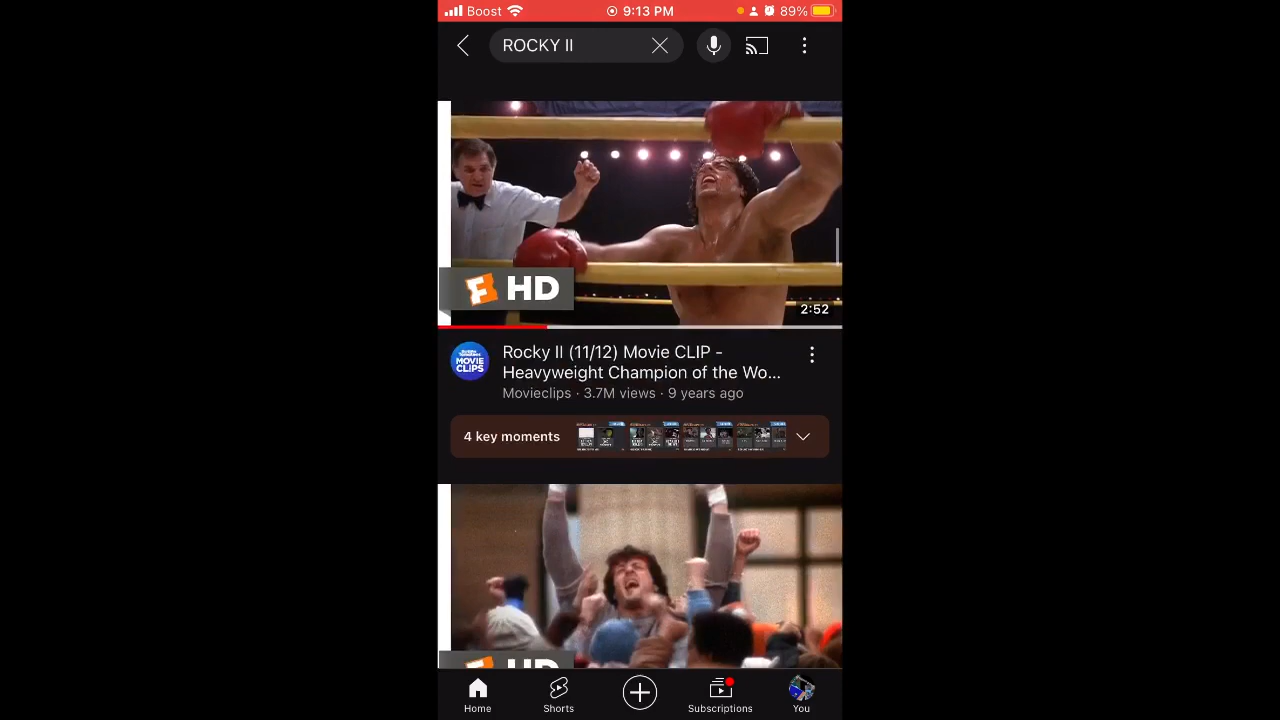 Boost 9:13 PM 89%
ROCKY II
HD
2:52
Rocky II (11/12) Movie CLIP -
Heavyweight Champion of the Wo...
Movieclips · 3.7M views · 9 years ago
MOVIE
CLIPS
4 key moments
HD
Home Shorts Subscriptions You